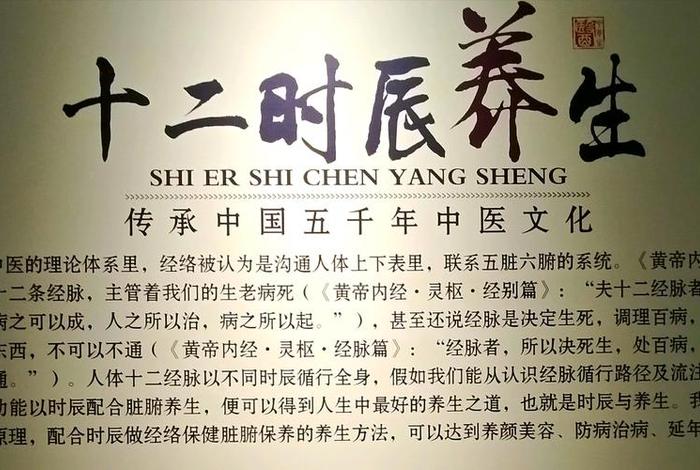 十二时辰养生
SHI ER SHI CHEN YANG SHENG
传承中国五千年中医文化
中医的理论体系里，经络被认为是沟通人体上下表里，联系五脏六腑的系统。《黄帝内
十二条经脉，主管着我们的生老病死（《黄帝内经·灵枢·经别篇》：“夫十二经脉者
病之可以成，人之所以治，病之所以起。”），甚至还说经脉是决定生死，调理百病，
东西，不可以不通（《黄帝内经·灵枢·经脉篇》：“经脉者，所以决死生，处百病，
通。”）。人体十二经脉以不同时辰循行全身，假如我们能从认识经脉循行路径及流注
功能以时辰配合脏腑养生，便可以得到人生中最好的养生之道，也就是时辰与养生。我
原理，配合时辰做经络保健脏腑保养的养生方法，可以达到养颜美容、防病治病、延年